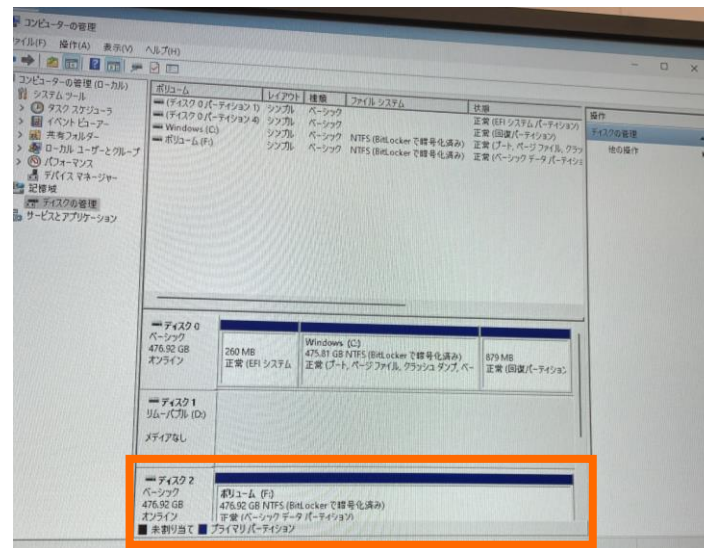 コンピューターの管理
ファイル(F) 操作(A) 表示(V) ヘルプ(H)
コンピューターの管理 (ローカル)
システム ツール
タスク スケジューラ
イベント ビューアー
共有フォルダー
ローカル ユーザーとグループ
パフォーマンス
デバイス マネージャー
記憶域
ディスクの管理
サービスとアプリケーション
ボリューム レイアウト 種類 ファイル システム 状態
(ディスク 0 パーティション 1) シンプル ベーシック 正常 (EFI システム パーティション)
(ディスク 0 パーティション 4) シンプル ベーシック 正常 (回復パーティション)
Windows (C:) シンプル ベーシック NTFS (BitLocker で暗号化済み) 正常 (ブート, ページ ファイル, クラッ
ボリューム (F:) シンプル ベーシック NTFS (BitLocker で暗号化済み) 正常 (ベーシック データ パーティシ
操作
ディスクの管理
他の操作
ディスク 0
ベーシック
476.92 GB
オンライン
260 MB
正常 (EFI システム
Windows (C:)
475.81 GB NTFS (BitLocker で暗号化済み)
正常 (ブート, ページ ファイル, クラッシュ ダンプ, ベー
879 MB
正常 (回復パーティション
ディスク 1
リムーバブル (D:)
メディアなし
ディスク 2
ベーシック
476.92 GB
オンライン
ボリューム (F:)
476.92 GB NTFS (BitLocker で暗号化済み)
正常 (ベーシック データ パーティション)
未割り当て プライマリ パーティション